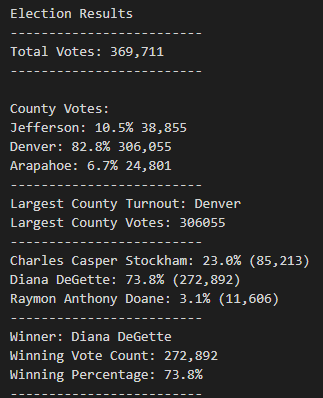 Election Results
-------------------------
Total Votes: 369,711
-------------------------
County Votes:
Jefferson: 10.5% 38,855
Denver: 82.8% 306,055
Arapahoe: 6.7% 24,801
-------------------------
Largest County Turnout: Denver
Largest County Votes: 306055
-------------------------
Charles Casper Stockham: 23.0% (85,213)
Diana DeGette: 73.8% (272,892)
Raymon Anthony Doane: 3.1% (11,606)
-------------------------
Winner: Diana DeGette
Winning Vote Count: 272,892
Winning Percentage: 73.8%
-------------------------